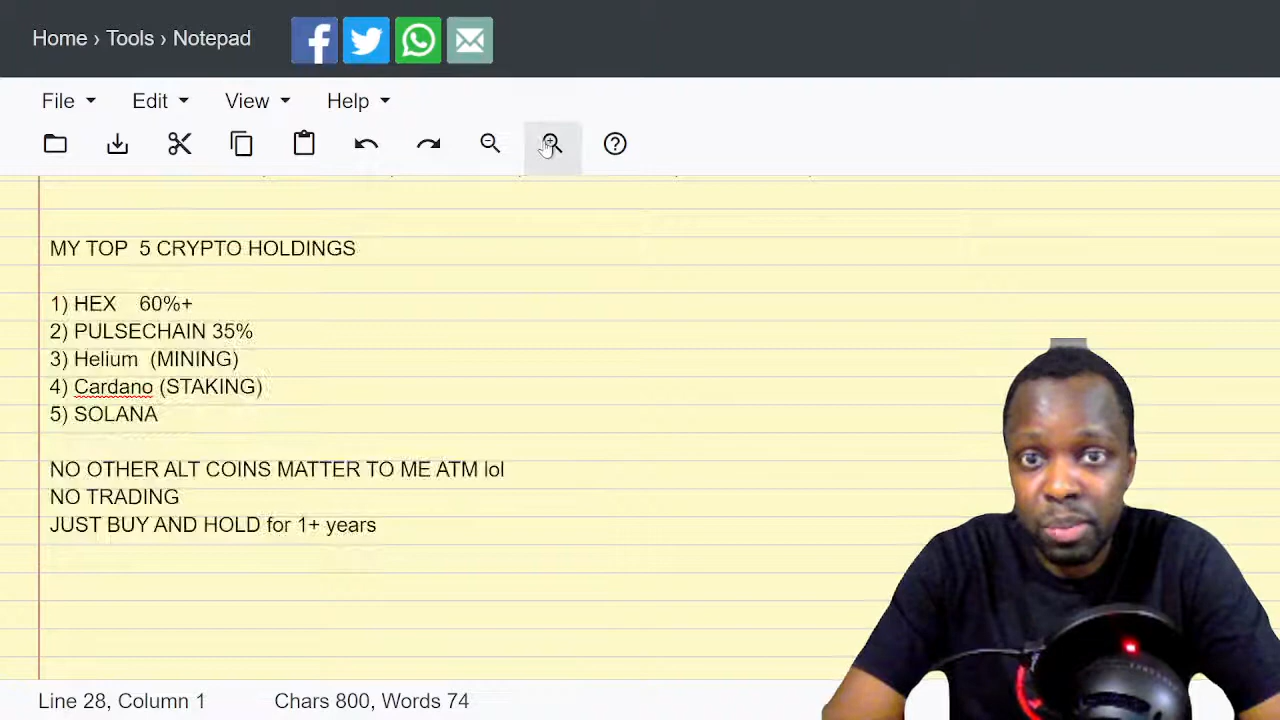 Home › Tools › Notepad
File Edit View Help
MY TOP 5 CRYPTO HOLDINGS
1) HEX 60%+
2) PULSECHAIN 35%
3) Helium (MINING)
4) Cardano (STAKING)
5) SOLANA
NO OTHER ALT COINS MATTER TO ME ATM lol
NO TRADING
JUST BUY AND HOLD for 1+ years
Line 28, Column 1 Chars 800, Words 74